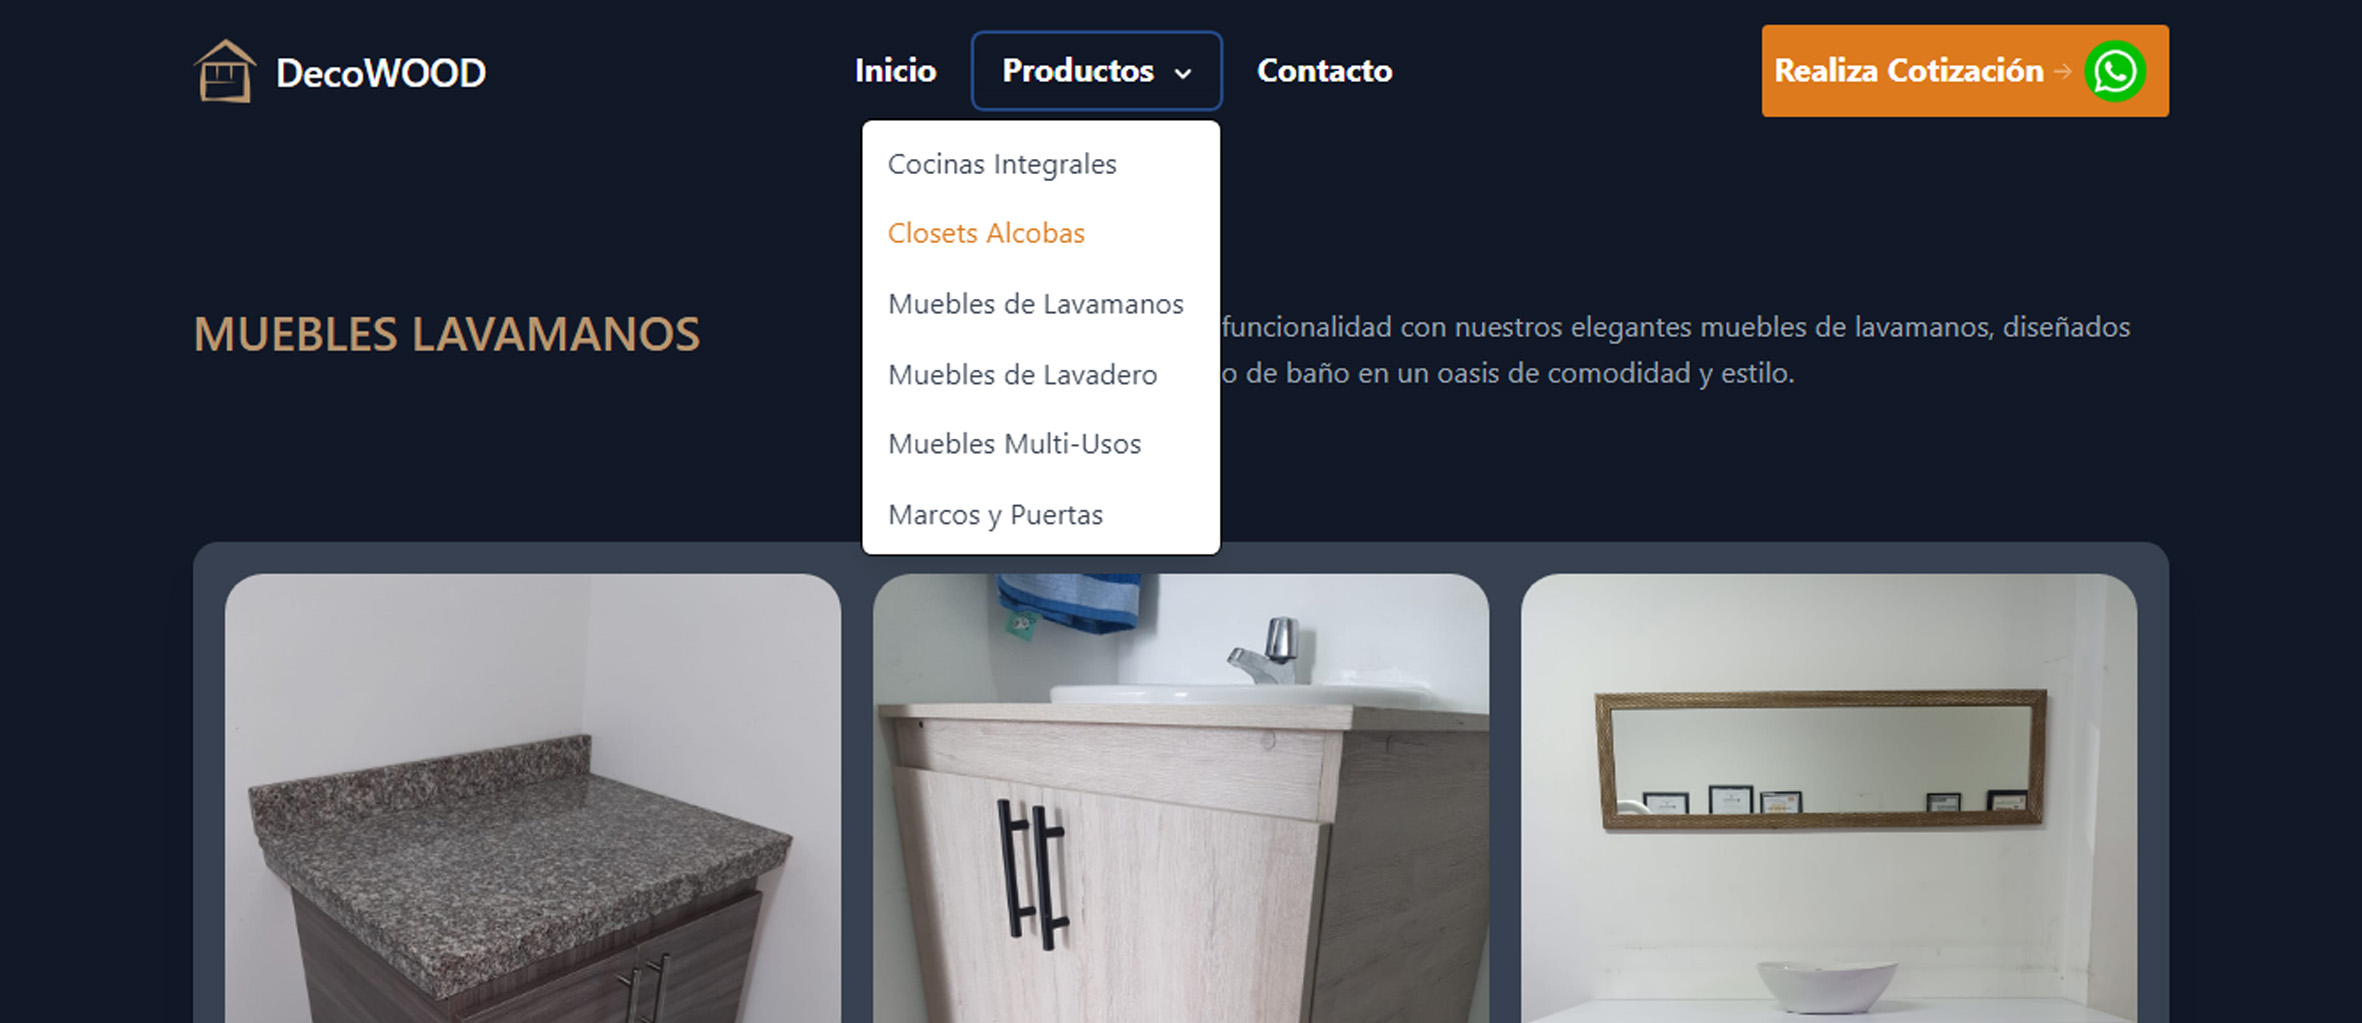 DecoWOOD
Inicio
Productos
Contacto
Realiza Cotización →
Cocinas Integrales
Closets Alcobas
Muebles de Lavamanos
Muebles de Lavadero
Muebles Multi-Usos
Marcos y Puertas
MUEBLES LAVAMANOS
funcionalidad con nuestros elegantes muebles de lavamanos, diseñados
o de baño en un oasis de comodidad y estilo.